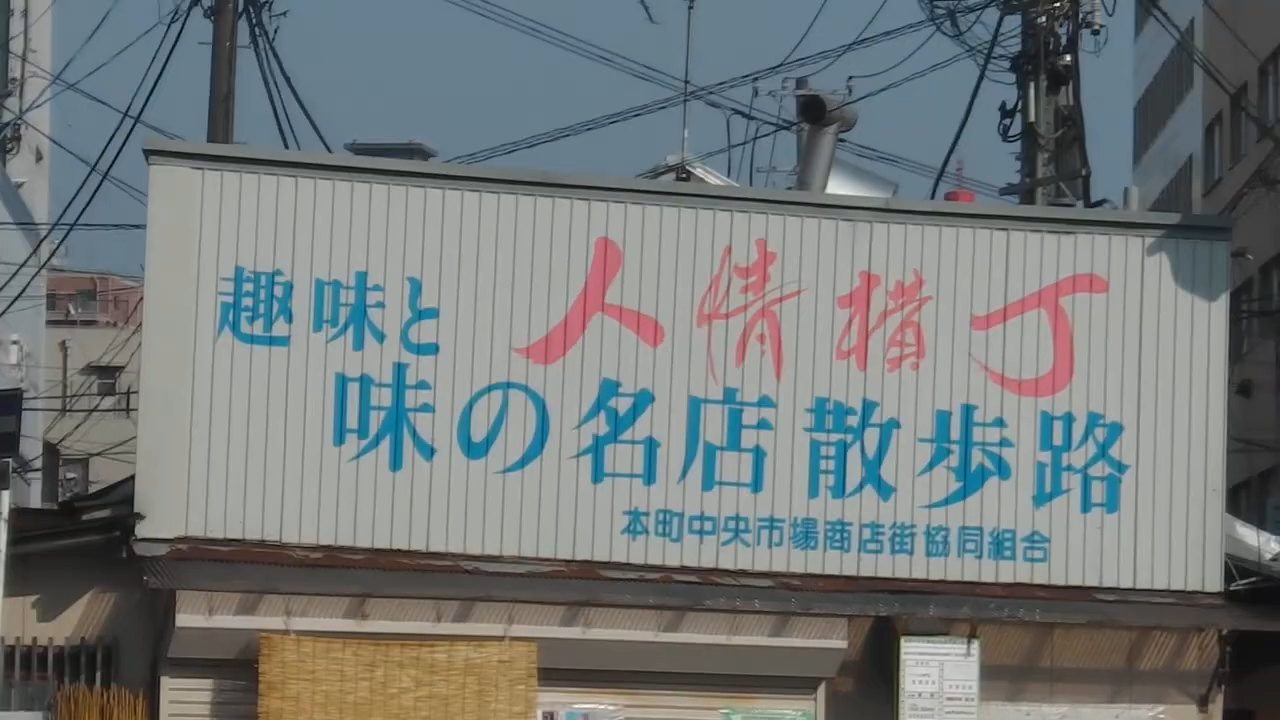 人情横丁
趣味と
味の名店散歩路
本町中央市場商店街協同組合